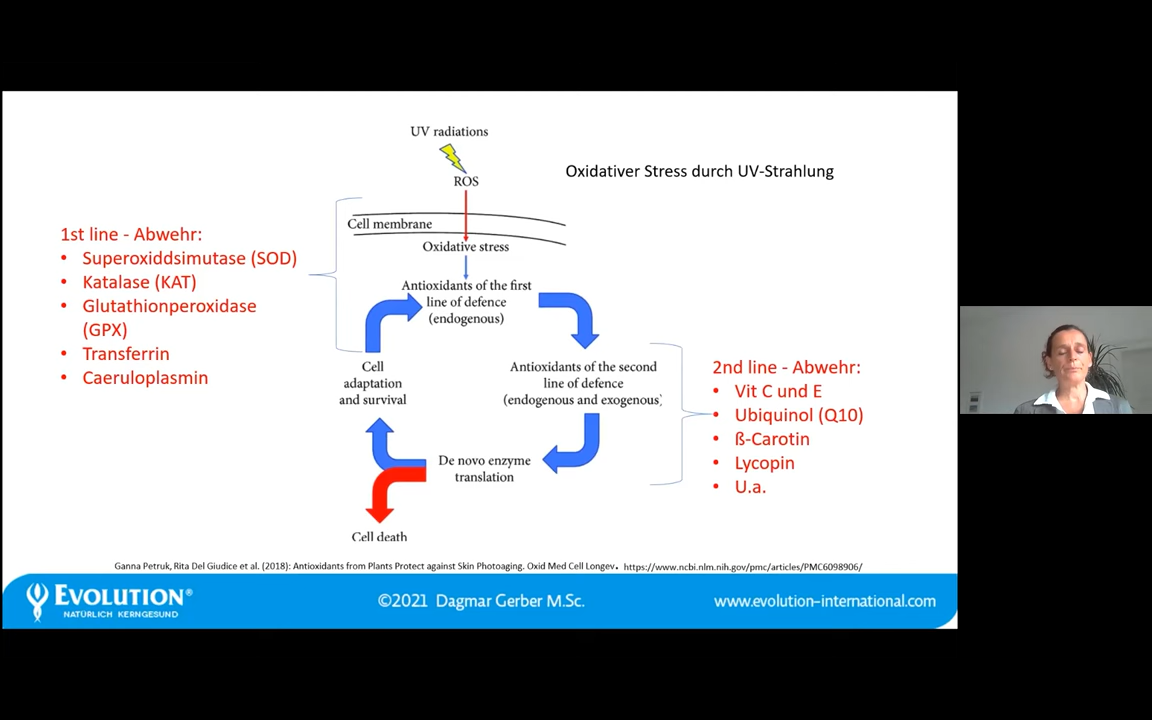 UV radiations
ROS
Oxidativer Stress durch UV-Strahlung
Cell membrane
Oxidative stress
1st line - Abwehr:
• Superoxiddsimutase (SOD)
• Katalase (KAT)
• Glutathionperoxidase
(GPX)
• Transferrin
• Caeruloplasmin
Antioxidants of the first
line of defence
(endogenous)
Cell
adaptation
and survival
Antioxidants of the second
line of defence
(endogenous and exogenous)
2nd line - Abwehr:
• Vit C und E
• Ubiquinol (Q10)
• ß-Carotin
• Lycopin
• U.a.
De novo enzyme
translation
Cell death
Ganna Petruk, Rita Del Giudice et al. (2018): Antioxidants from Plants Protect against Skin Photoaging. Oxid Med Cell Longev. https://www.ncbi.nlm.nih.gov/pmc/articles/PMC6098906/
EVOLUTION®
NATÜRLICH KERNGESUND
©2021 Dagmar Gerber M.Sc.
www.evolution-international.com